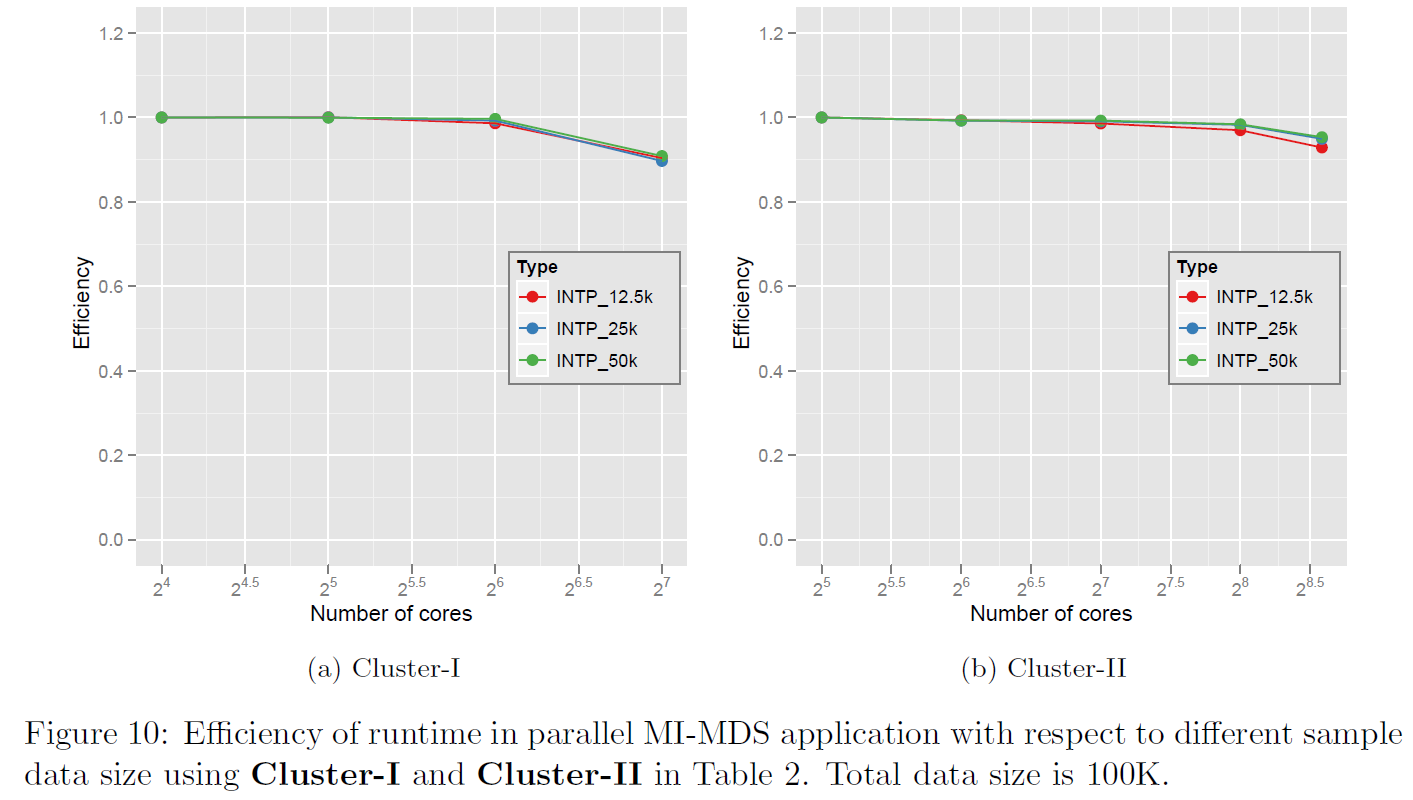 1.2
1.0
0.8
0.6
0.4
0.2
0.0
Efficiency
Type
INTP_12.5k
INTP_25k
INTP_50k
2^4 2^4.5 2^5 2^5.5 2^6 2^6.5 2^7
Number of cores
(a) Cluster-I
1.2
1.0
0.8
0.6
0.4
0.2
0.0
Efficiency
Type
INTP_12.5k
INTP_25k
INTP_50k
2^5 2^5.5 2^6 2^6.5 2^7 2^7.5 2^8 2^8.5
Number of cores
(b) Cluster-II
Figure 10: Efficiency of runtime in parallel MI-MDS application with respect to different sample
data size using Cluster-I and Cluster-II in Table 2. Total data size is 100K.